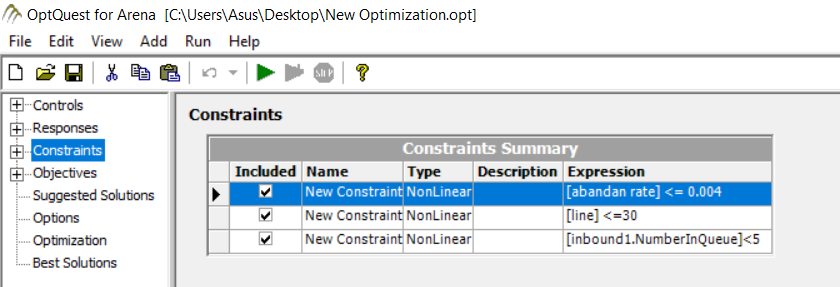 OptQuest for Arena [C:\Users\Asus\Desktop\New Optimization.opt]
File Edit View Add Run Help
Controls
Responses
Constraints
Objectives
Suggested Solutions
Options
Optimization
Best Solutions
Constraints
Constraints Summary
Included Name Type Description Expression
New Constraint NonLinear [abandan rate] <= 0.004
New Constraint NonLinear [line] <=30
New Constraint NonLinear [inbound1.NumberInQueue]<5